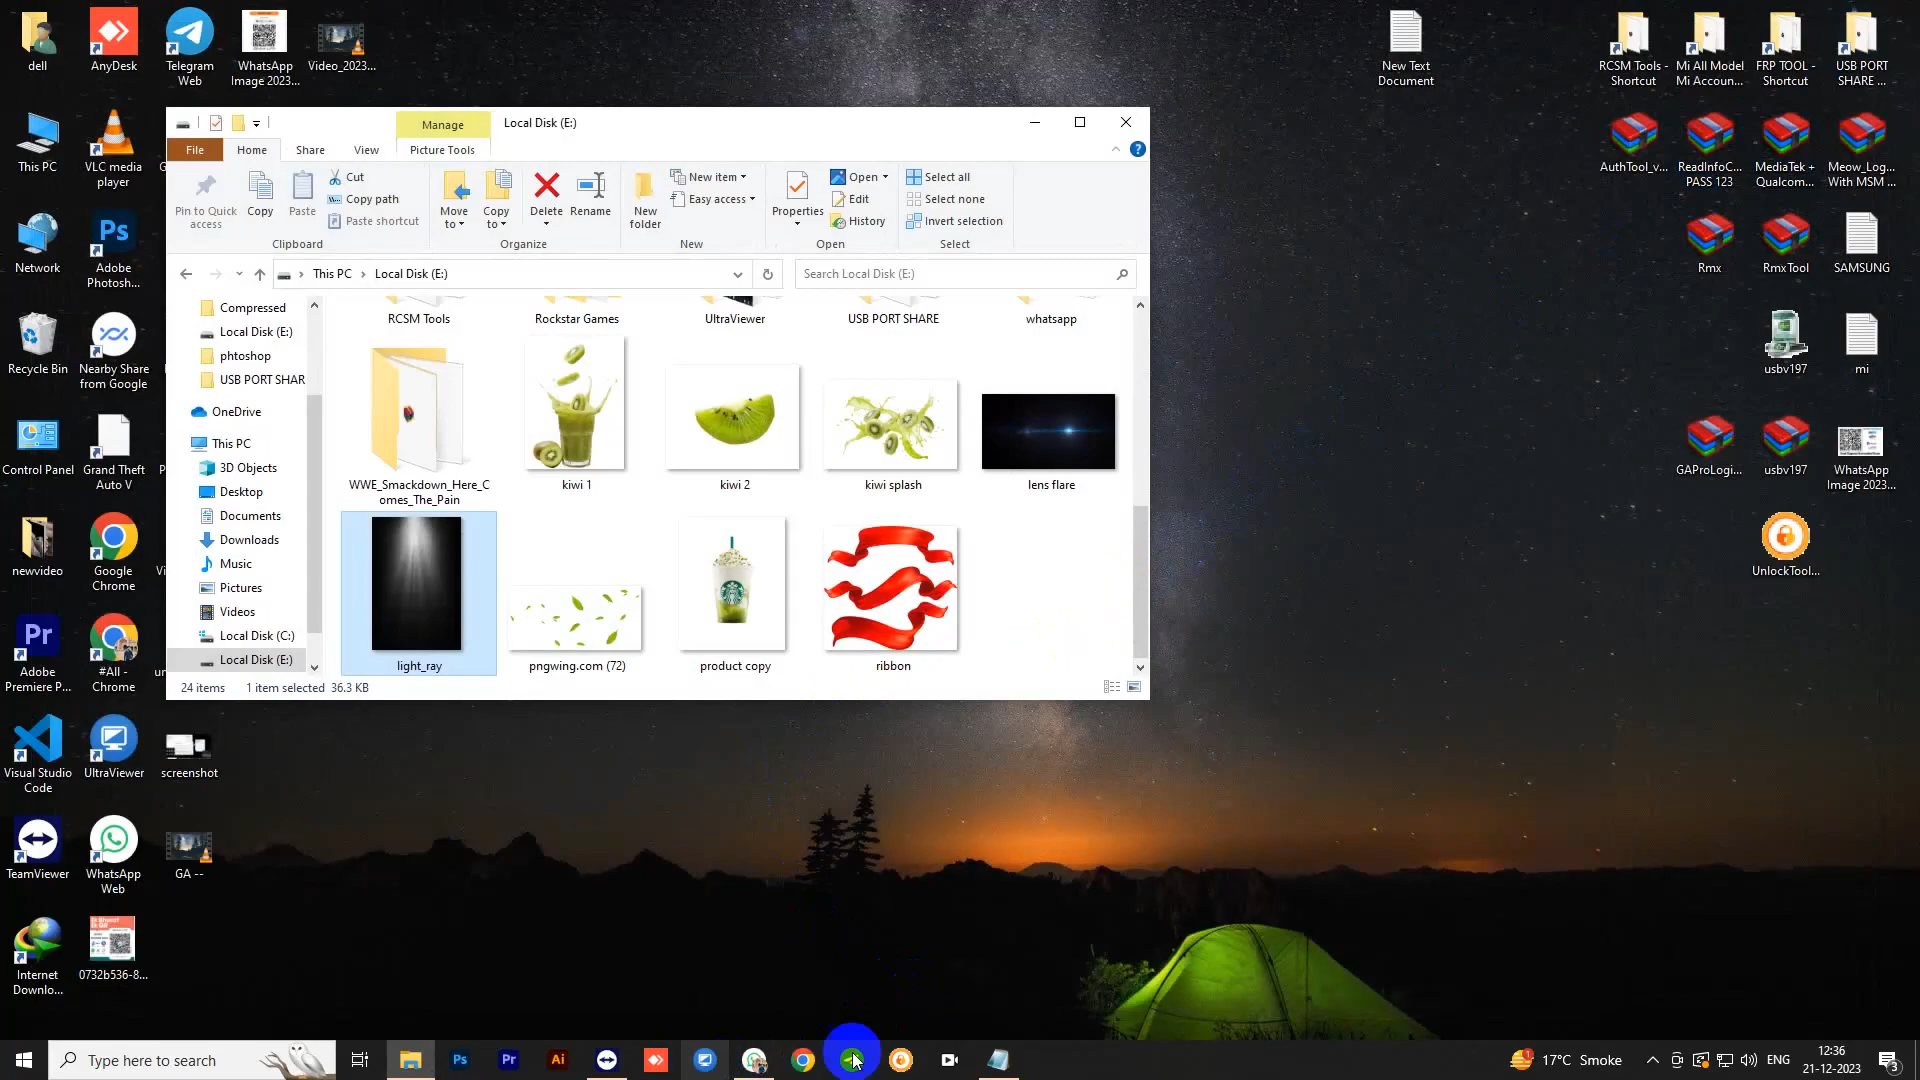 dell
AnyDesk
Telegram
Web
WhatsApp
Image 2023...
Video_2023...
New Text
Document
RCSM Tools -
Shortcut
Mi All Model
Mi Accoun...
FRP TOOL -
Shortcut
USB PORT
SHARE ...
This PC
VLC media
player
Network
Ps
Adobe
Photosh...
Recycle Bin
Nearby Share
from Google
Control Panel
Grand Theft
Auto V
newvideo
Google
Chrome
Pr
Adobe
Premiere P...
#All -
Chrome
Visual Studio
Code
UltraViewer
screenshot
TeamViewer
WhatsApp
Web
GA --
Internet
Downlo...
0732b536-8...
AuthTool_v...
ReadInfoC...
PASS 123
MediaTek +
Qualcom...
Meow_Log...
With MSM ...
Rmx
RmxTool
SAMSUNG
usbv197
mi
GAProLogi...
usbv197
WhatsApp
Image 2023...
UnlockTool...
Manage
Local Disk (E:)
File
Home
Share
View
Picture Tools
Pin to Quick
access
Copy
Paste
Cut
Copy path
Paste shortcut
Clipboard
Move
to
Copy
to
Delete
Rename
Organize
New
folder
New item
Easy access
New
Properties
Open
Edit
History
Open
Select all
Select none
Invert selection
Select
This PC
Local Disk (E:)
Search Local Disk (E:)
Compressed
Local Disk (E:)
phtoshop
USB PORT SHAR
OneDrive
This PC
3D Objects
Desktop
Documents
Downloads
Music
Pictures
Videos
Local Disk (C:)
Local Disk (E:)
RCSM Tools
Rockstar Games
UltraViewer
USB PORT SHARE
whatsapp
WWE_Smackdown_Here_C
omes_The_Pain
kiwi 1
kiwi 2
kiwi splash
lens flare
light_ray
pngwing.com (72)
product copy
ribbon
24 items
1 item selected
36.3 KB
Type here to search
Ps
Pr
Ai
17°C Smoke
ENG
12:36
21-12-2023
3